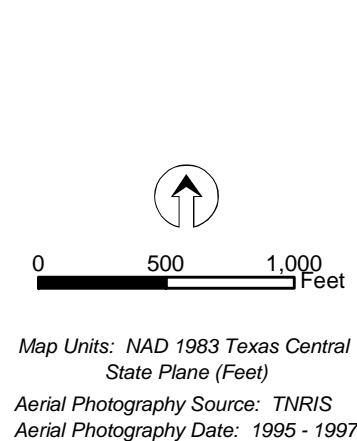 0 500 1,000
Feet
Map Units: NAD 1983 Texas Central
State Plane (Feet)
Aerial Photography Source: TNRIS
Aerial Photography Date: 1995 - 1997